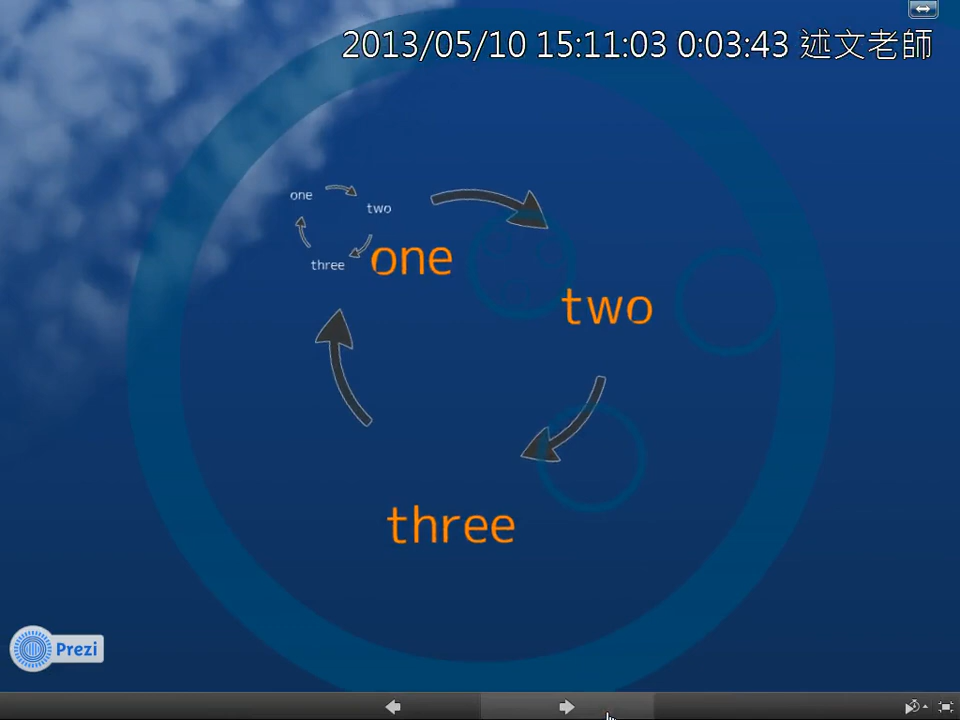 2013/05/10 15:11:03 0:03:43 述文老師
one
two
three
one
two
three
Prezi